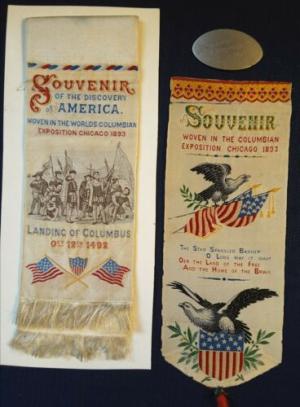 SOUVENIR
OF THE DISCOVERY
OF AMERICA.
WOVEN IN THE WORLDS COLUMBIAN
EXPOSITION CHICAGO 1893
LANDING OF COLUMBUS
OCT 12TH 1492
SOUVENIR
WOVEN IN THE COLUMBIAN
EXPOSITION CHICAGO 1893
THE STAR SPANGLED BANNER
O LONG MAY IT WAVE
OER THE LAND OF THE FREE
AND THE HOME OF THE BRAVE